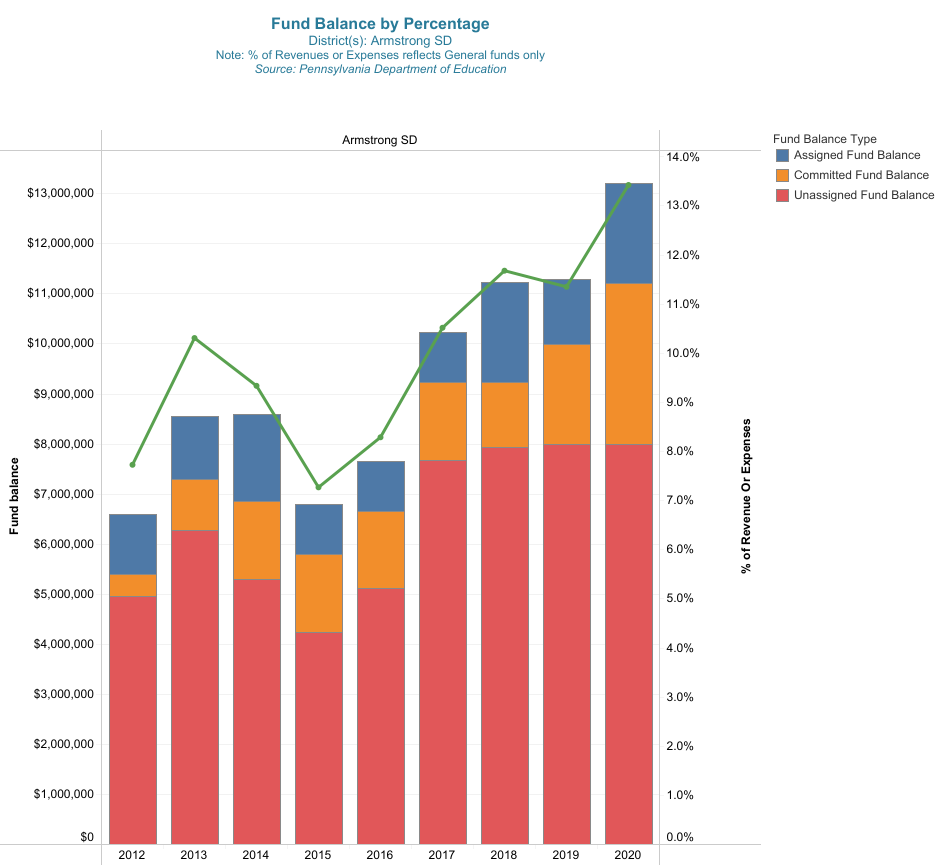 Fund Balance by Percentage
District(s): Armstrong SD
Note: % of Revenues or Expenses reflects General funds only
Source: Pennsylvania Department of Education
Armstrong SD
Fund Balance Type
Assigned Fund Balance
Committed Fund Balance
Unassigned Fund Balance
Fund balance
$13,000,000
$12,000,000
$11,000,000
$10,000,000
$9,000,000
$8,000,000
$7,000,000
$6,000,000
$5,000,000
$4,000,000
$3,000,000
$2,000,000
$1,000,000
$0
14.0%
13.0%
12.0%
11.0%
10.0%
9.0%
8.0%
7.0%
6.0%
5.0%
4.0%
3.0%
2.0%
1.0%
0.0%
% of Revenue Or Expenses
2012 2013 2014 2015 2016 2017 2018 2019 2020